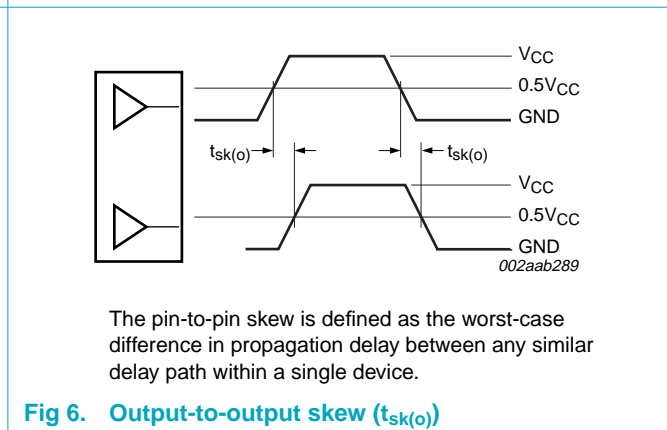 VCC
0.5VCC
GND
tsk(o)
tsk(o)
VCC
0.5VCC
GND
002aab289
The pin-to-pin skew is defined as the worst-case
difference in propagation delay between any similar
delay path within a single device.
Fig 6. Output-to-output skew (tsk(o))